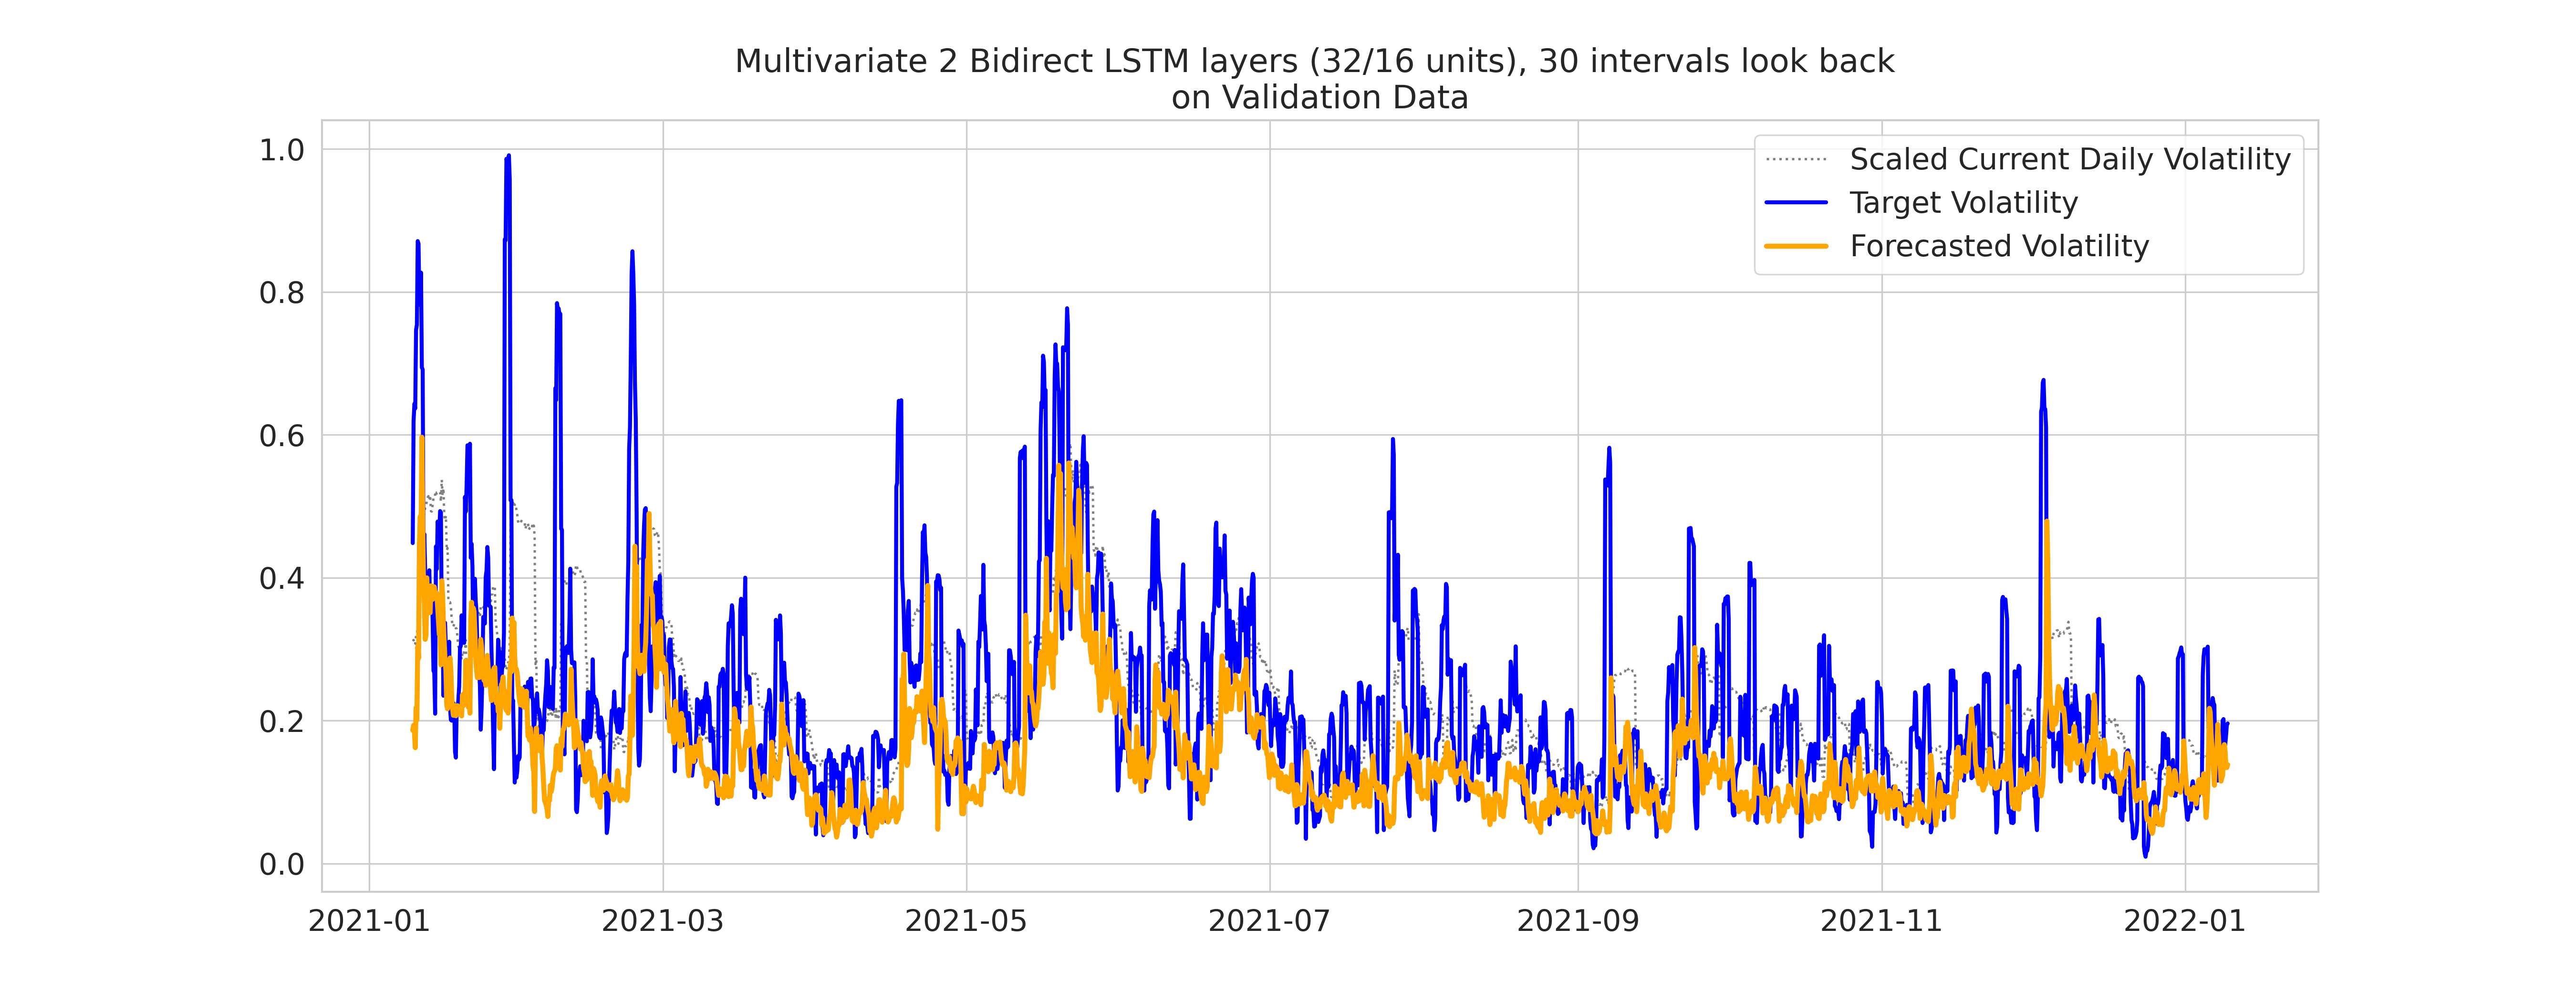 Multivariate 2 Bidirect LSTM layers (32/16 units), 30 intervals look back
on Validation Data
Scaled Current Daily Volatility
Target Volatility
Forecasted Volatility
1.0
0.8
0.6
0.4
0.2
0.0
2021-01 2021-03 2021-05 2021-07 2021-09 2021-11 2022-01